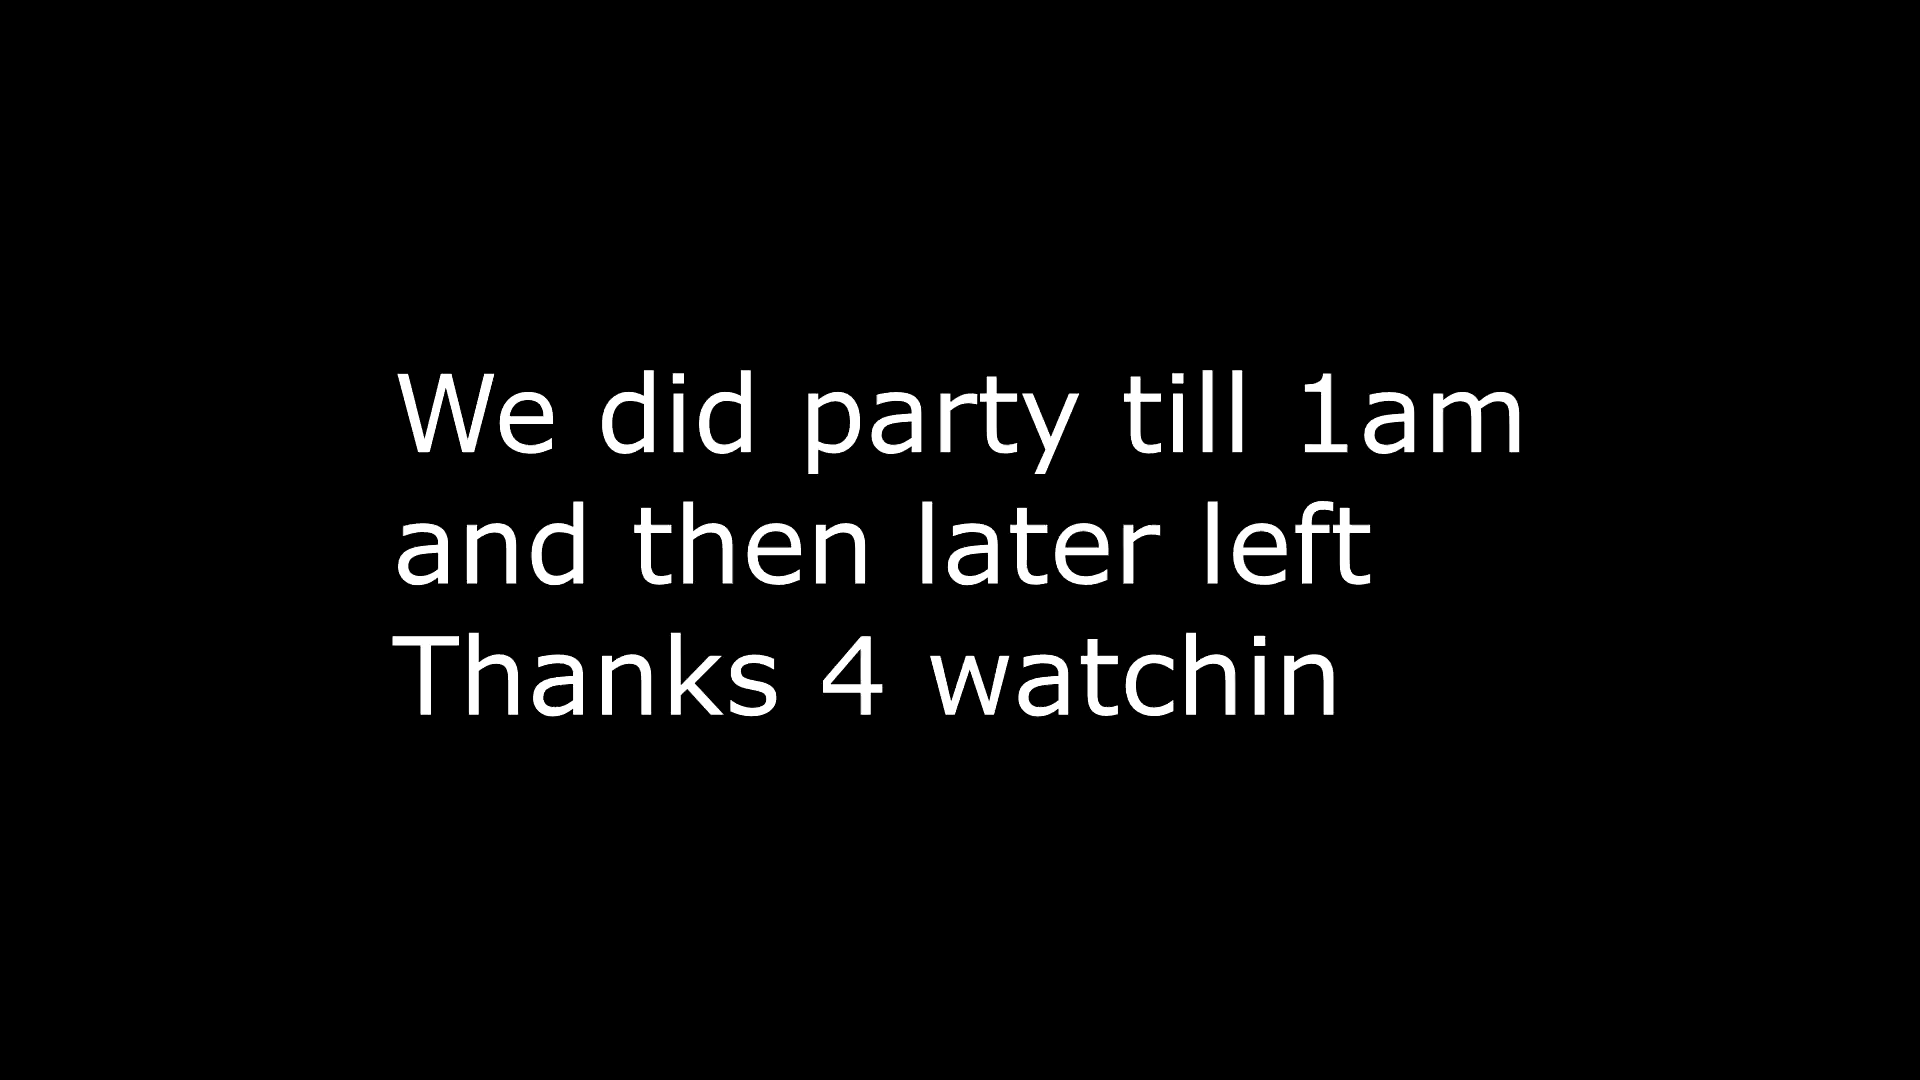 We did party till 1am
and then later left
Thanks 4 watchin